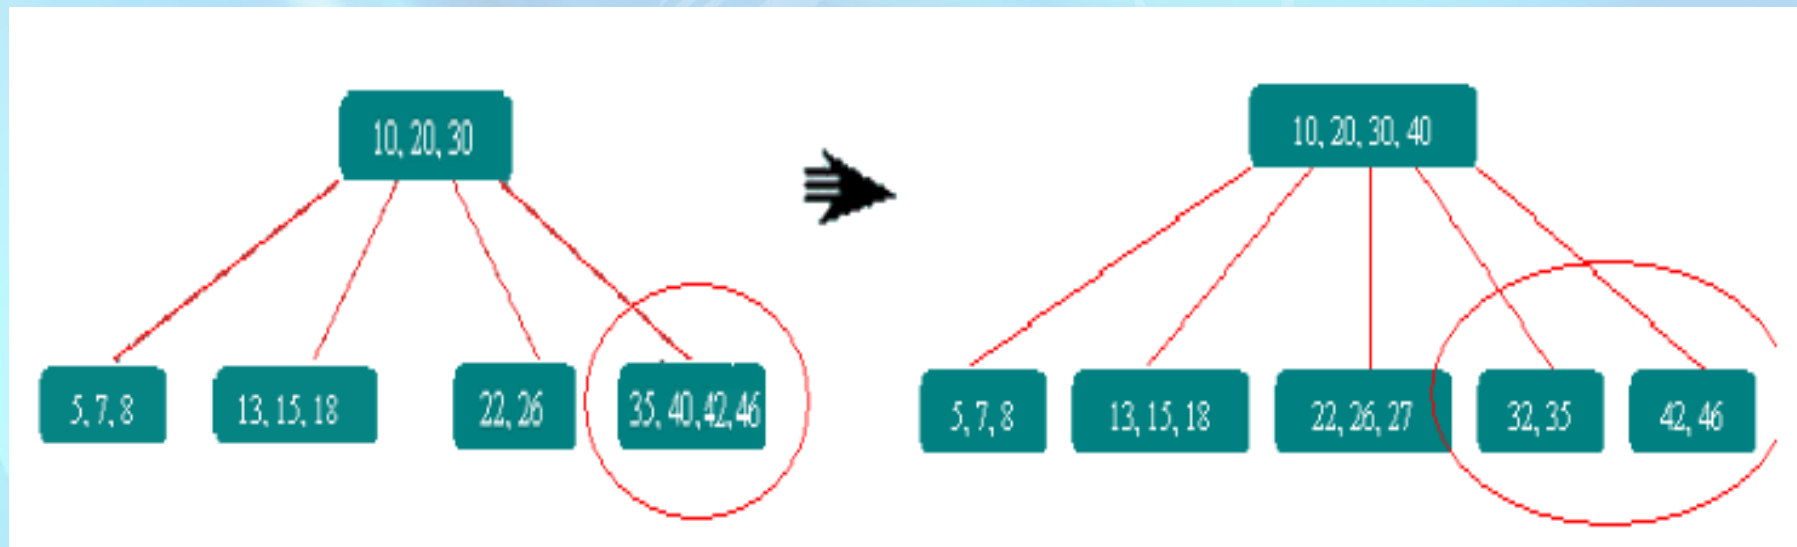 10, 20, 30
5, 7, 8
13, 15, 18
22, 26
35, 40, 42, 46
10, 20, 30, 40
5, 7, 8
13, 15, 18
22, 26, 27
32, 35
42, 46